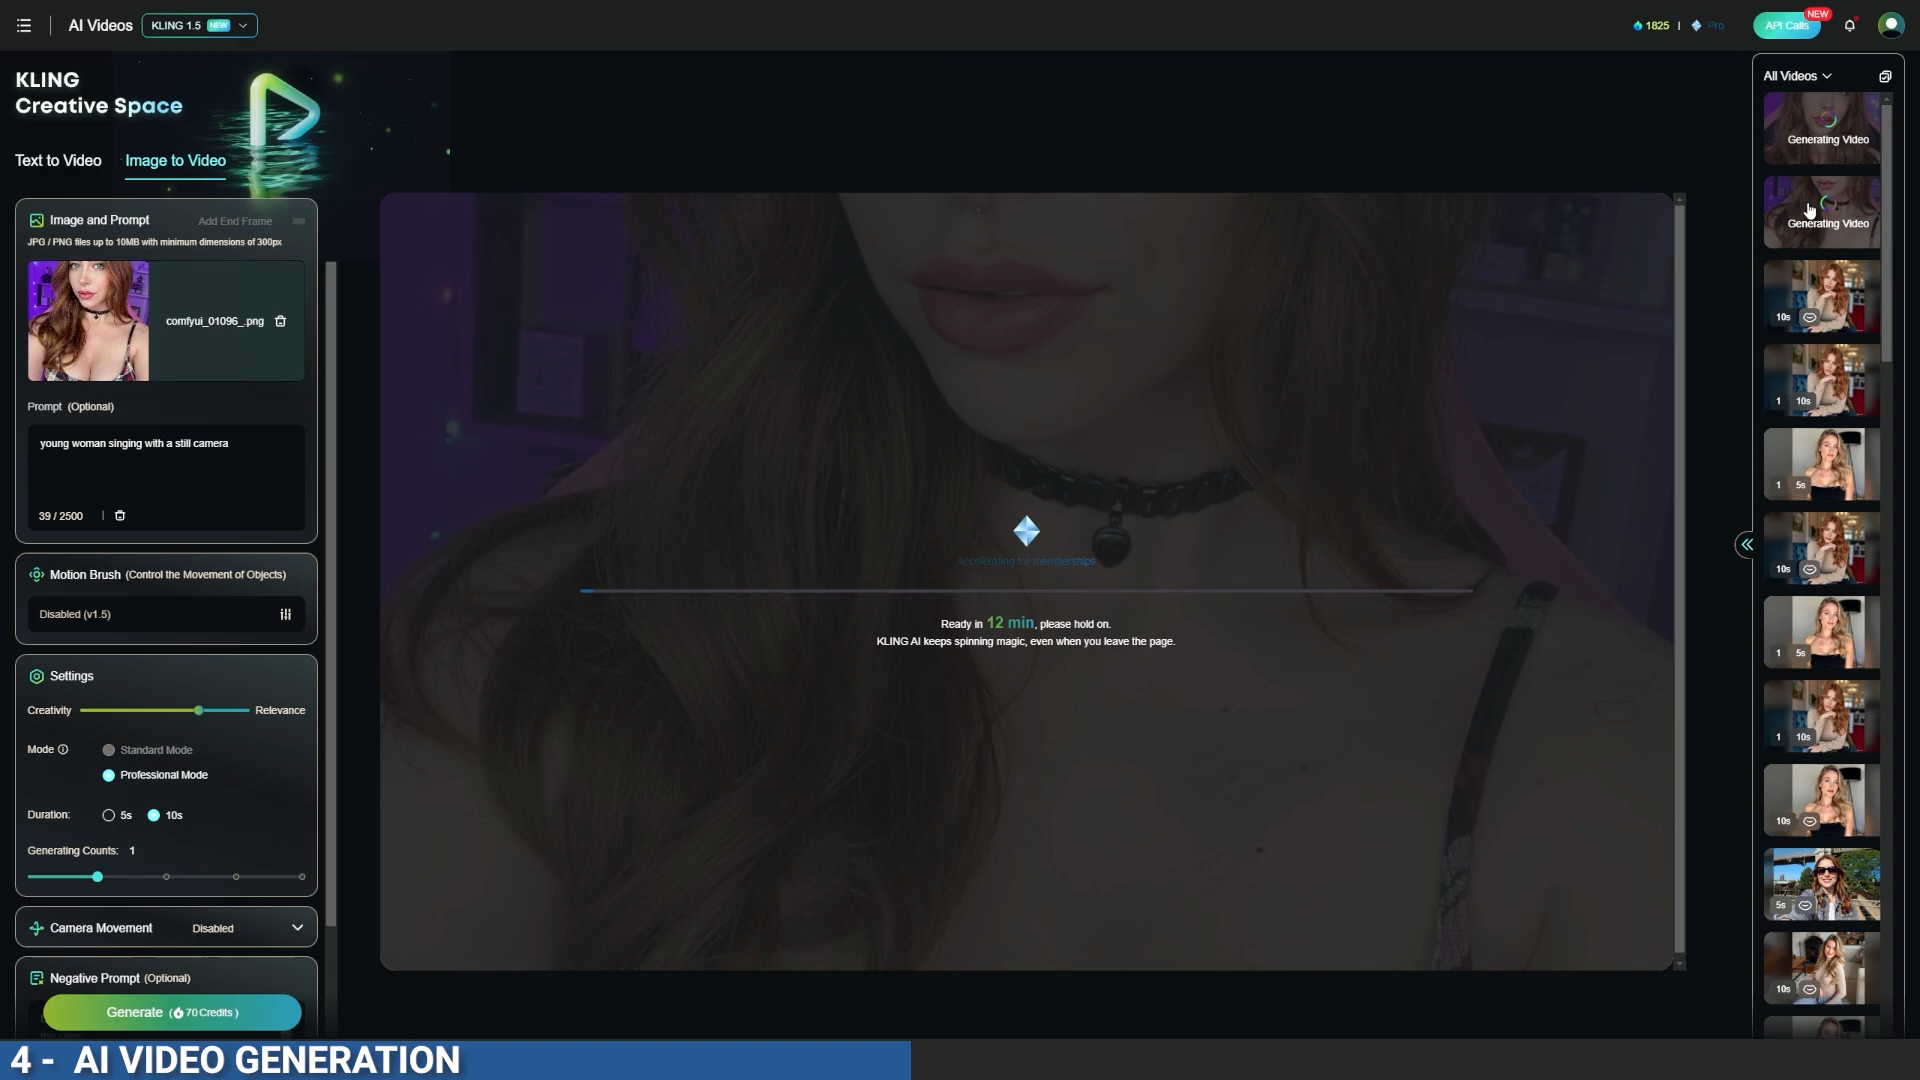 AI Videos
KLING 1.5 NEW
1825 | Pro
API Calls
NEW
KLING
Creative Space
Text to Video
Image to Video
Image and Prompt
Add End Frame
JPG / PNG files up to 10MB with minimum dimensions of 300px
comfyui_01096_.png
Prompt (Optional)
young woman singing with a still camera
39 / 2500
Motion Brush (Control the Movement of Objects)
Disabled (v1.5)
Settings
Creativity
Relevance
Mode
Standard Mode
Professional Mode
Duration:
5s
10s
Generating Counts: 1
Camera Movement
Disabled
Negative Prompt (Optional)
Generate ( 70 Credits )
Accelerating for memberships
Ready in 12 min, please hold on.
KLING AI keeps spinning magic, even when you leave the page.
All Videos
Generating Video
Generating Video
10s
1 10s
1 5s
10s
1 5s
1 10s
10s
5s
10s
4 - AI VIDEO GENERATION